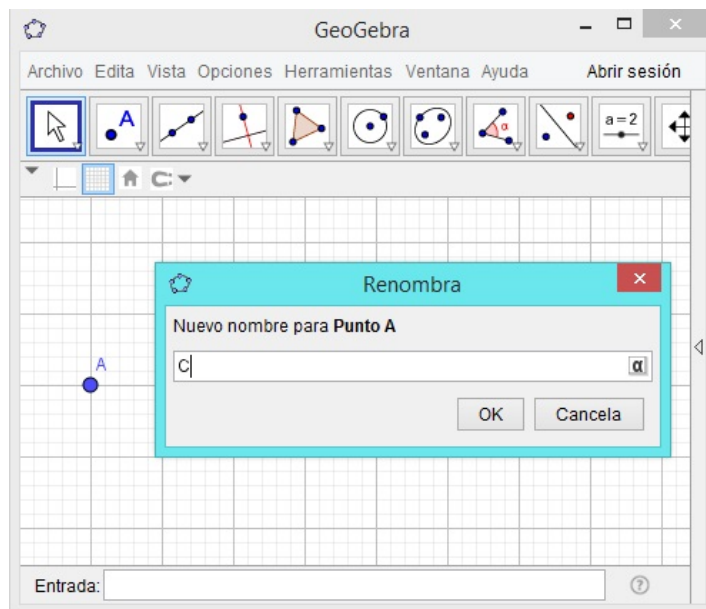 GeoGebra
Archivo Edita Vista Opciones Herramientas Ventana Ayuda Abrir sesión
A α a = 2
Renombra
Nuevo nombre para Punto A
C α
A
OK Cancela
Entrada: ?